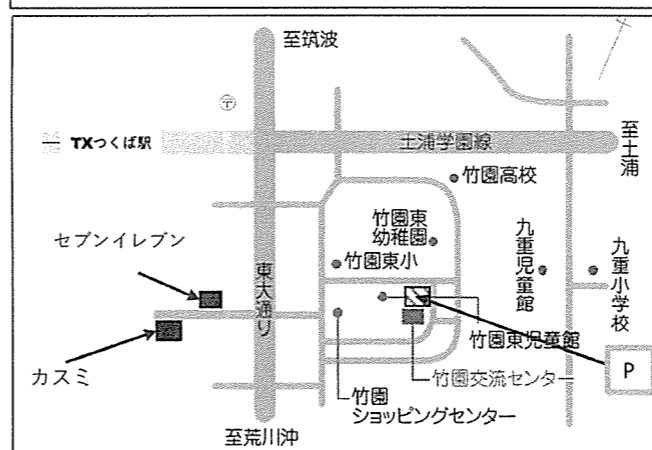 至筑波
〒
TXつくば駅
土浦学園線
至土浦
竹園高校
竹園東
幼稚園
セブンイレブン
東大通り
竹園東小
九重児童館
九重小学校
竹園東児童館
カスミ
竹園交流センター
P
竹園
ショッピングセンター
至荒川沖